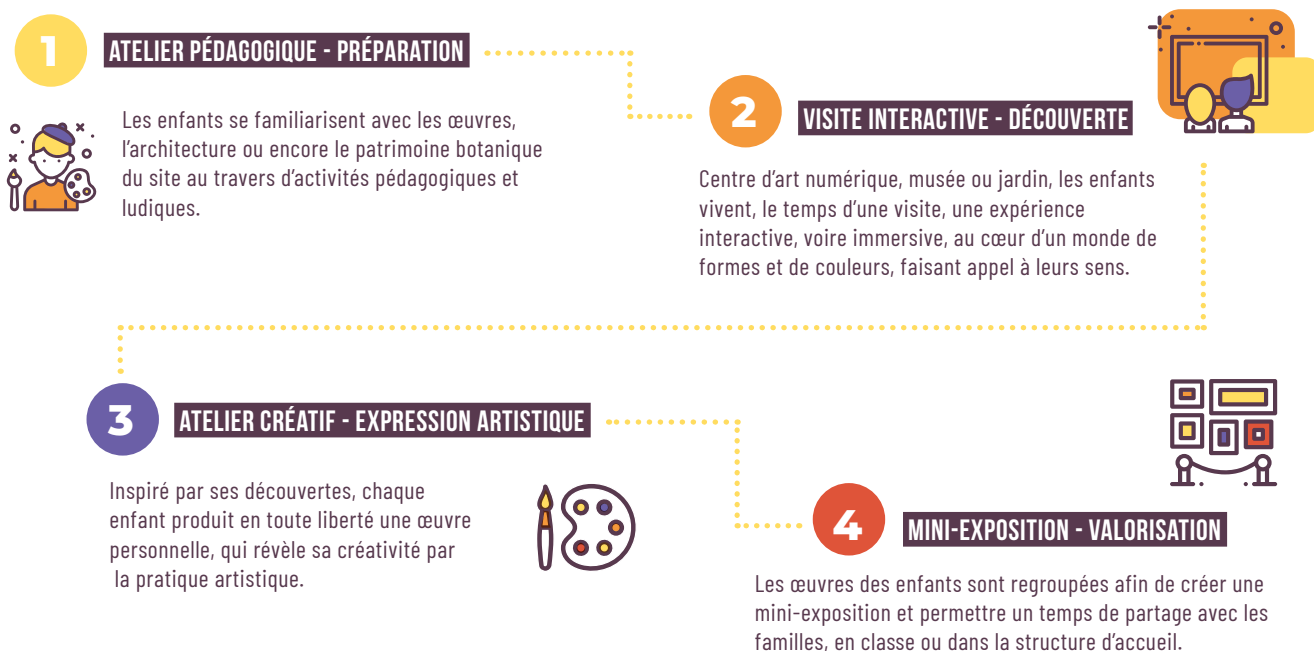 1
ATELIER PÉDAGOGIQUE - PRÉPARATION
Les enfants se familiarisent avec les œuvres,
l’architecture ou encore le patrimoine botanique
du site au travers d’activités pédagogiques et
ludiques.
2
VISITE INTERACTIVE - DÉCOUVERTE
Centre d’art numérique, musée ou jardin, les enfants
vivent, le temps d’une visite, une expérience
interactive, voire immersive, au cœur d’un monde de
formes et de couleurs, faisant appel à leurs sens.
3
ATELIER CRÉATIF - EXPRESSION ARTISTIQUE
Inspiré par ses découvertes, chaque
enfant produit en toute liberté une œuvre
personnelle, qui révèle sa créativité par
la pratique artistique.
4
MINI-EXPOSITION - VALORISATION
Les œuvres des enfants sont regroupées afin de créer une
mini-exposition et permettre un temps de partage avec les
familles, en classe ou dans la structure d’accueil.